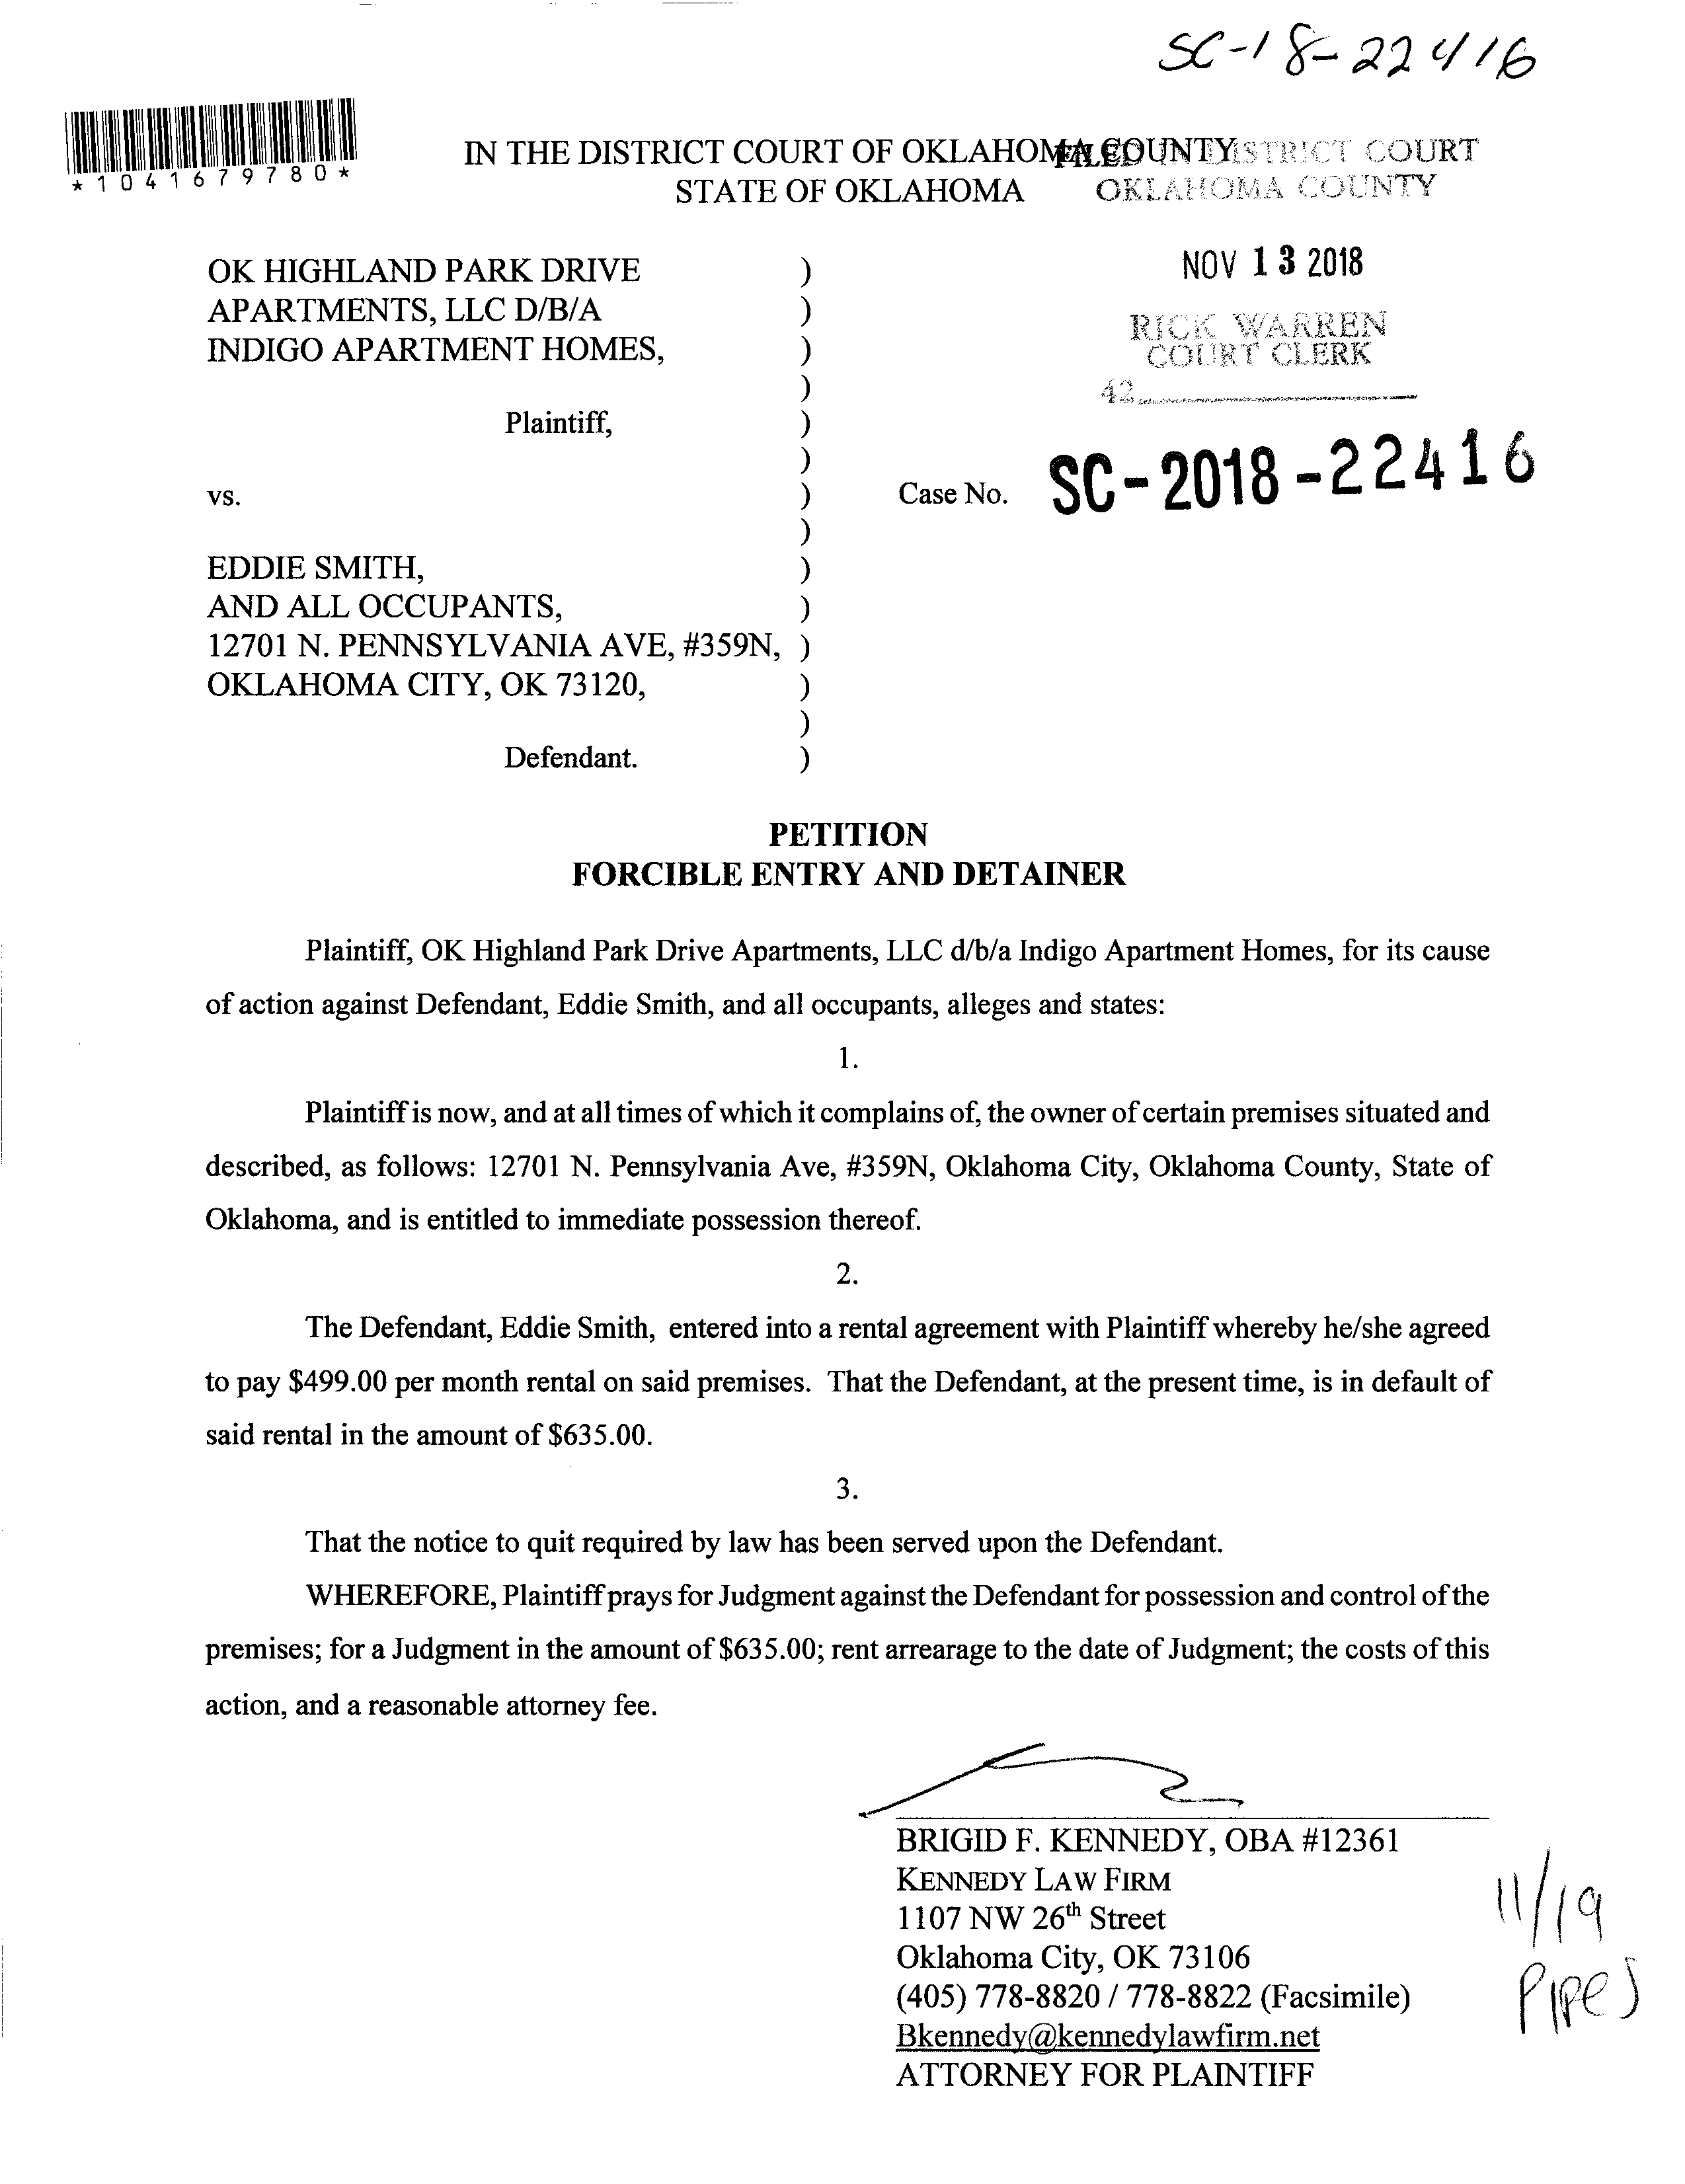 SC-18-22416
*1041679780*
IN THE DISTRICT COURT OF OKLAHOMA COUNTY
STATE OF OKLAHOMA
FILED IN DISTRICT COURT
OKLAHOMA COUNTY
NOV 13 2018
RICK WARREN
COURT CLERK
42
OK HIGHLAND PARK DRIVE )
APARTMENTS, LLC D/B/A )
INDIGO APARTMENT HOMES, )
)
Plaintiff, )
)
vs. ) Case No. SC-2018-22416
)
EDDIE SMITH, )
AND ALL OCCUPANTS, )
12701 N. PENNSYLVANIA AVE, #359N, )
OKLAHOMA CITY, OK 73120, )
)
Defendant. )
PETITION
FORCIBLE ENTRY AND DETAINER
Plaintiff, OK Highland Park Drive Apartments, LLC d/b/a Indigo Apartment Homes, for its cause
of action against Defendant, Eddie Smith, and all occupants, alleges and states:
1.
Plaintiff is now, and at all times of which it complains of, the owner of certain premises situated and
described, as follows: 12701 N. Pennsylvania Ave, #359N, Oklahoma City, Oklahoma County, State of
Oklahoma, and is entitled to immediate possession thereof.
2.
The Defendant, Eddie Smith, entered into a rental agreement with Plaintiff whereby he/she agreed
to pay $499.00 per month rental on said premises. That the Defendant, at the present time, is in default of
said rental in the amount of $635.00.
3.
That the notice to quit required by law has been served upon the Defendant.
WHEREFORE, Plaintiff prays for Judgment against the Defendant for possession and control of the
premises; for a Judgment in the amount of $635.00; rent arrearage to the date of Judgment; the costs of this
action, and a reasonable attorney fee.
BRIGID F. KENNEDY, OBA #12361
KENNEDY LAW FIRM
1107 NW 26th Street
Oklahoma City, OK 73106
(405) 778-8820 / 778-8822 (Facsimile)
Bkennedy@kennedylawfirm.net
ATTORNEY FOR PLAINTIFF
11/19
PIPES